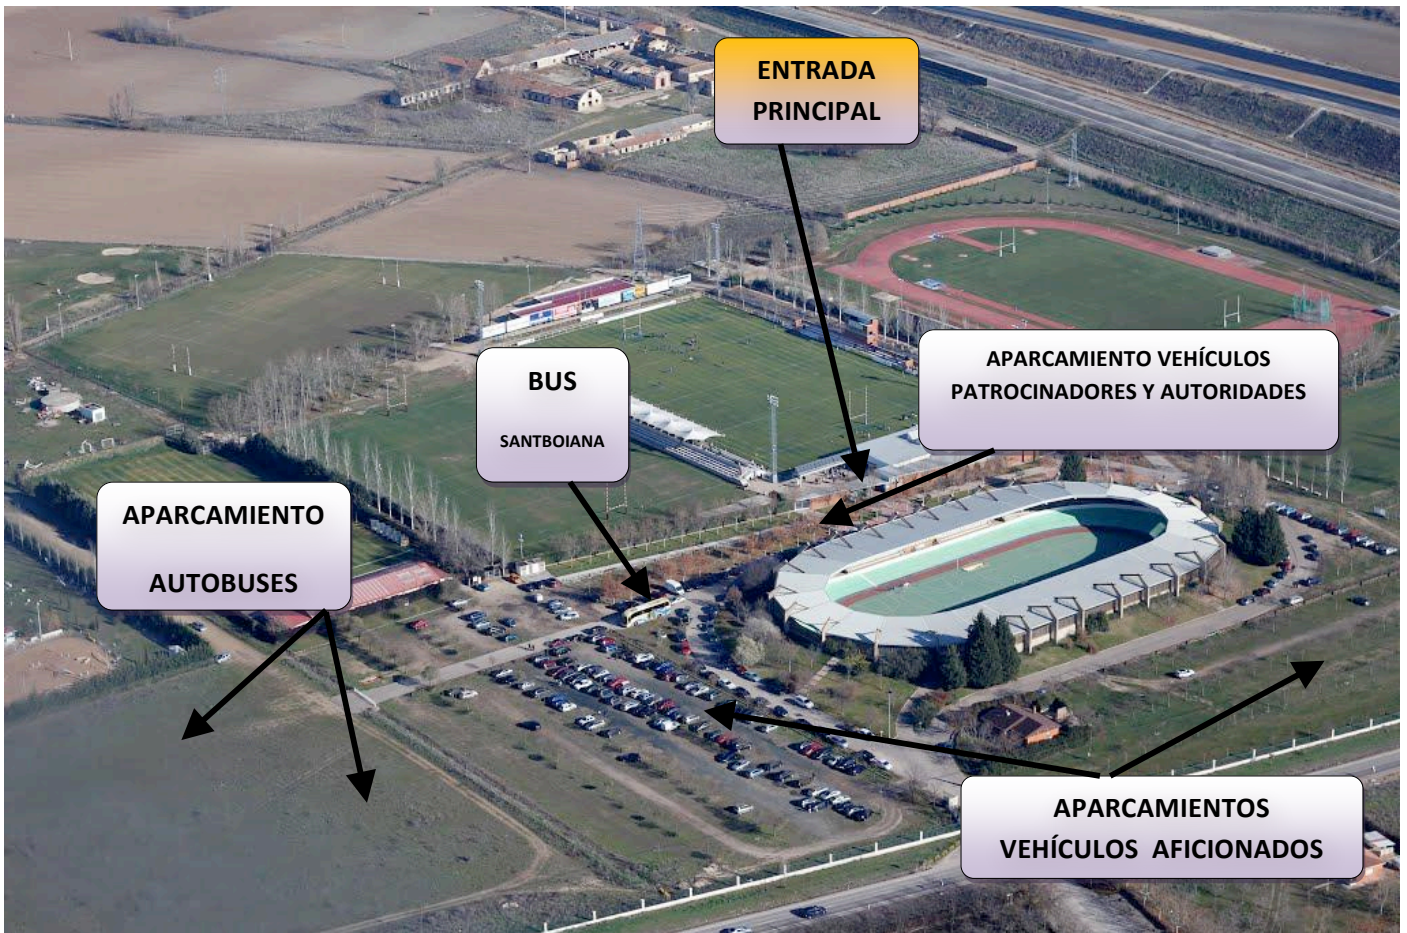 ENTRADA
PRINCIPAL
APARCAMIENTO VEHÍCULOS
PATROCINADORES Y AUTORIDADES
BUS
SANTBOIANA
APARCAMIENTO
AUTOBUSES
APARCAMIENTOS
VEHÍCULOS AFICIONADOS